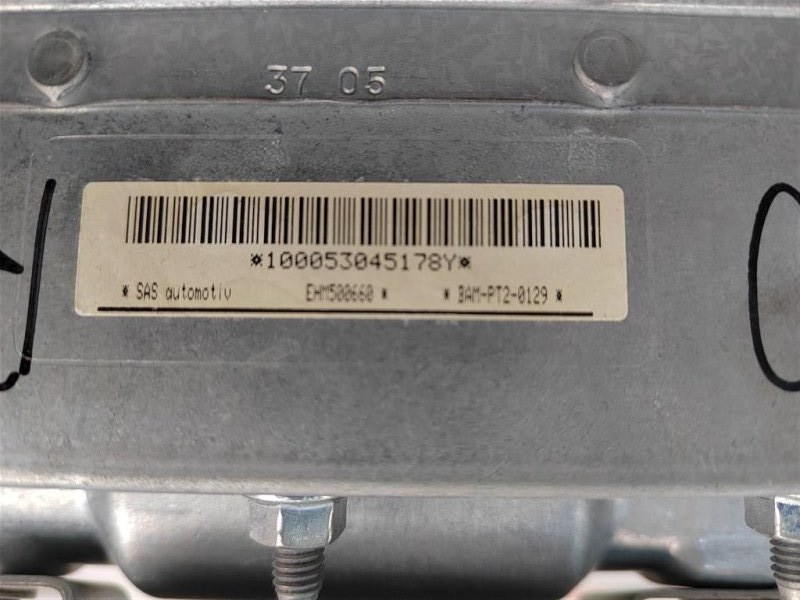 37 05
*100053045178Y*
* SAS automotiv EHM500660 * * BAM-PT2-0129 *